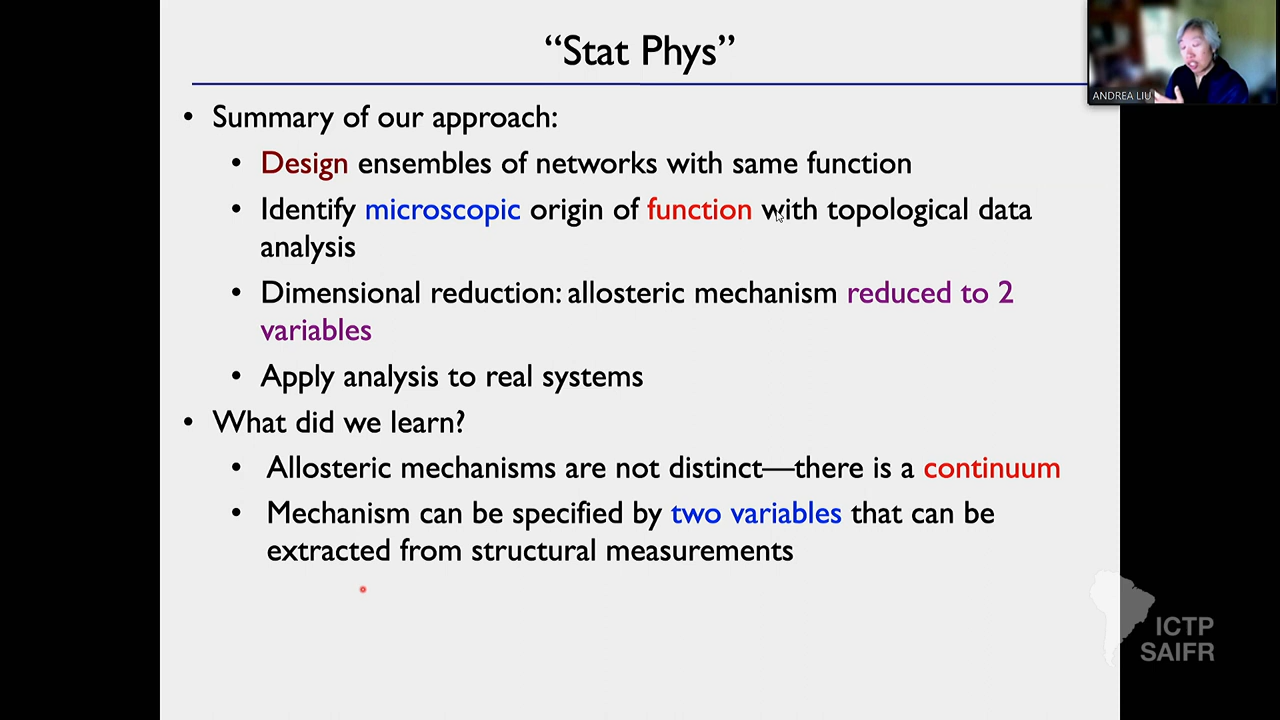 “Stat Phys”
ANDREA LIU
• Summary of our approach:
• Design ensembles of networks with same function
• Identify microscopic origin of function with topological data
analysis
• Dimensional reduction: allosteric mechanism reduced to 2
variables
• Apply analysis to real systems
• What did we learn?
• Allosteric mechanisms are not distinct—there is a continuum
• Mechanism can be specified by two variables that can be
extracted from structural measurements
ICTP
SAIFR